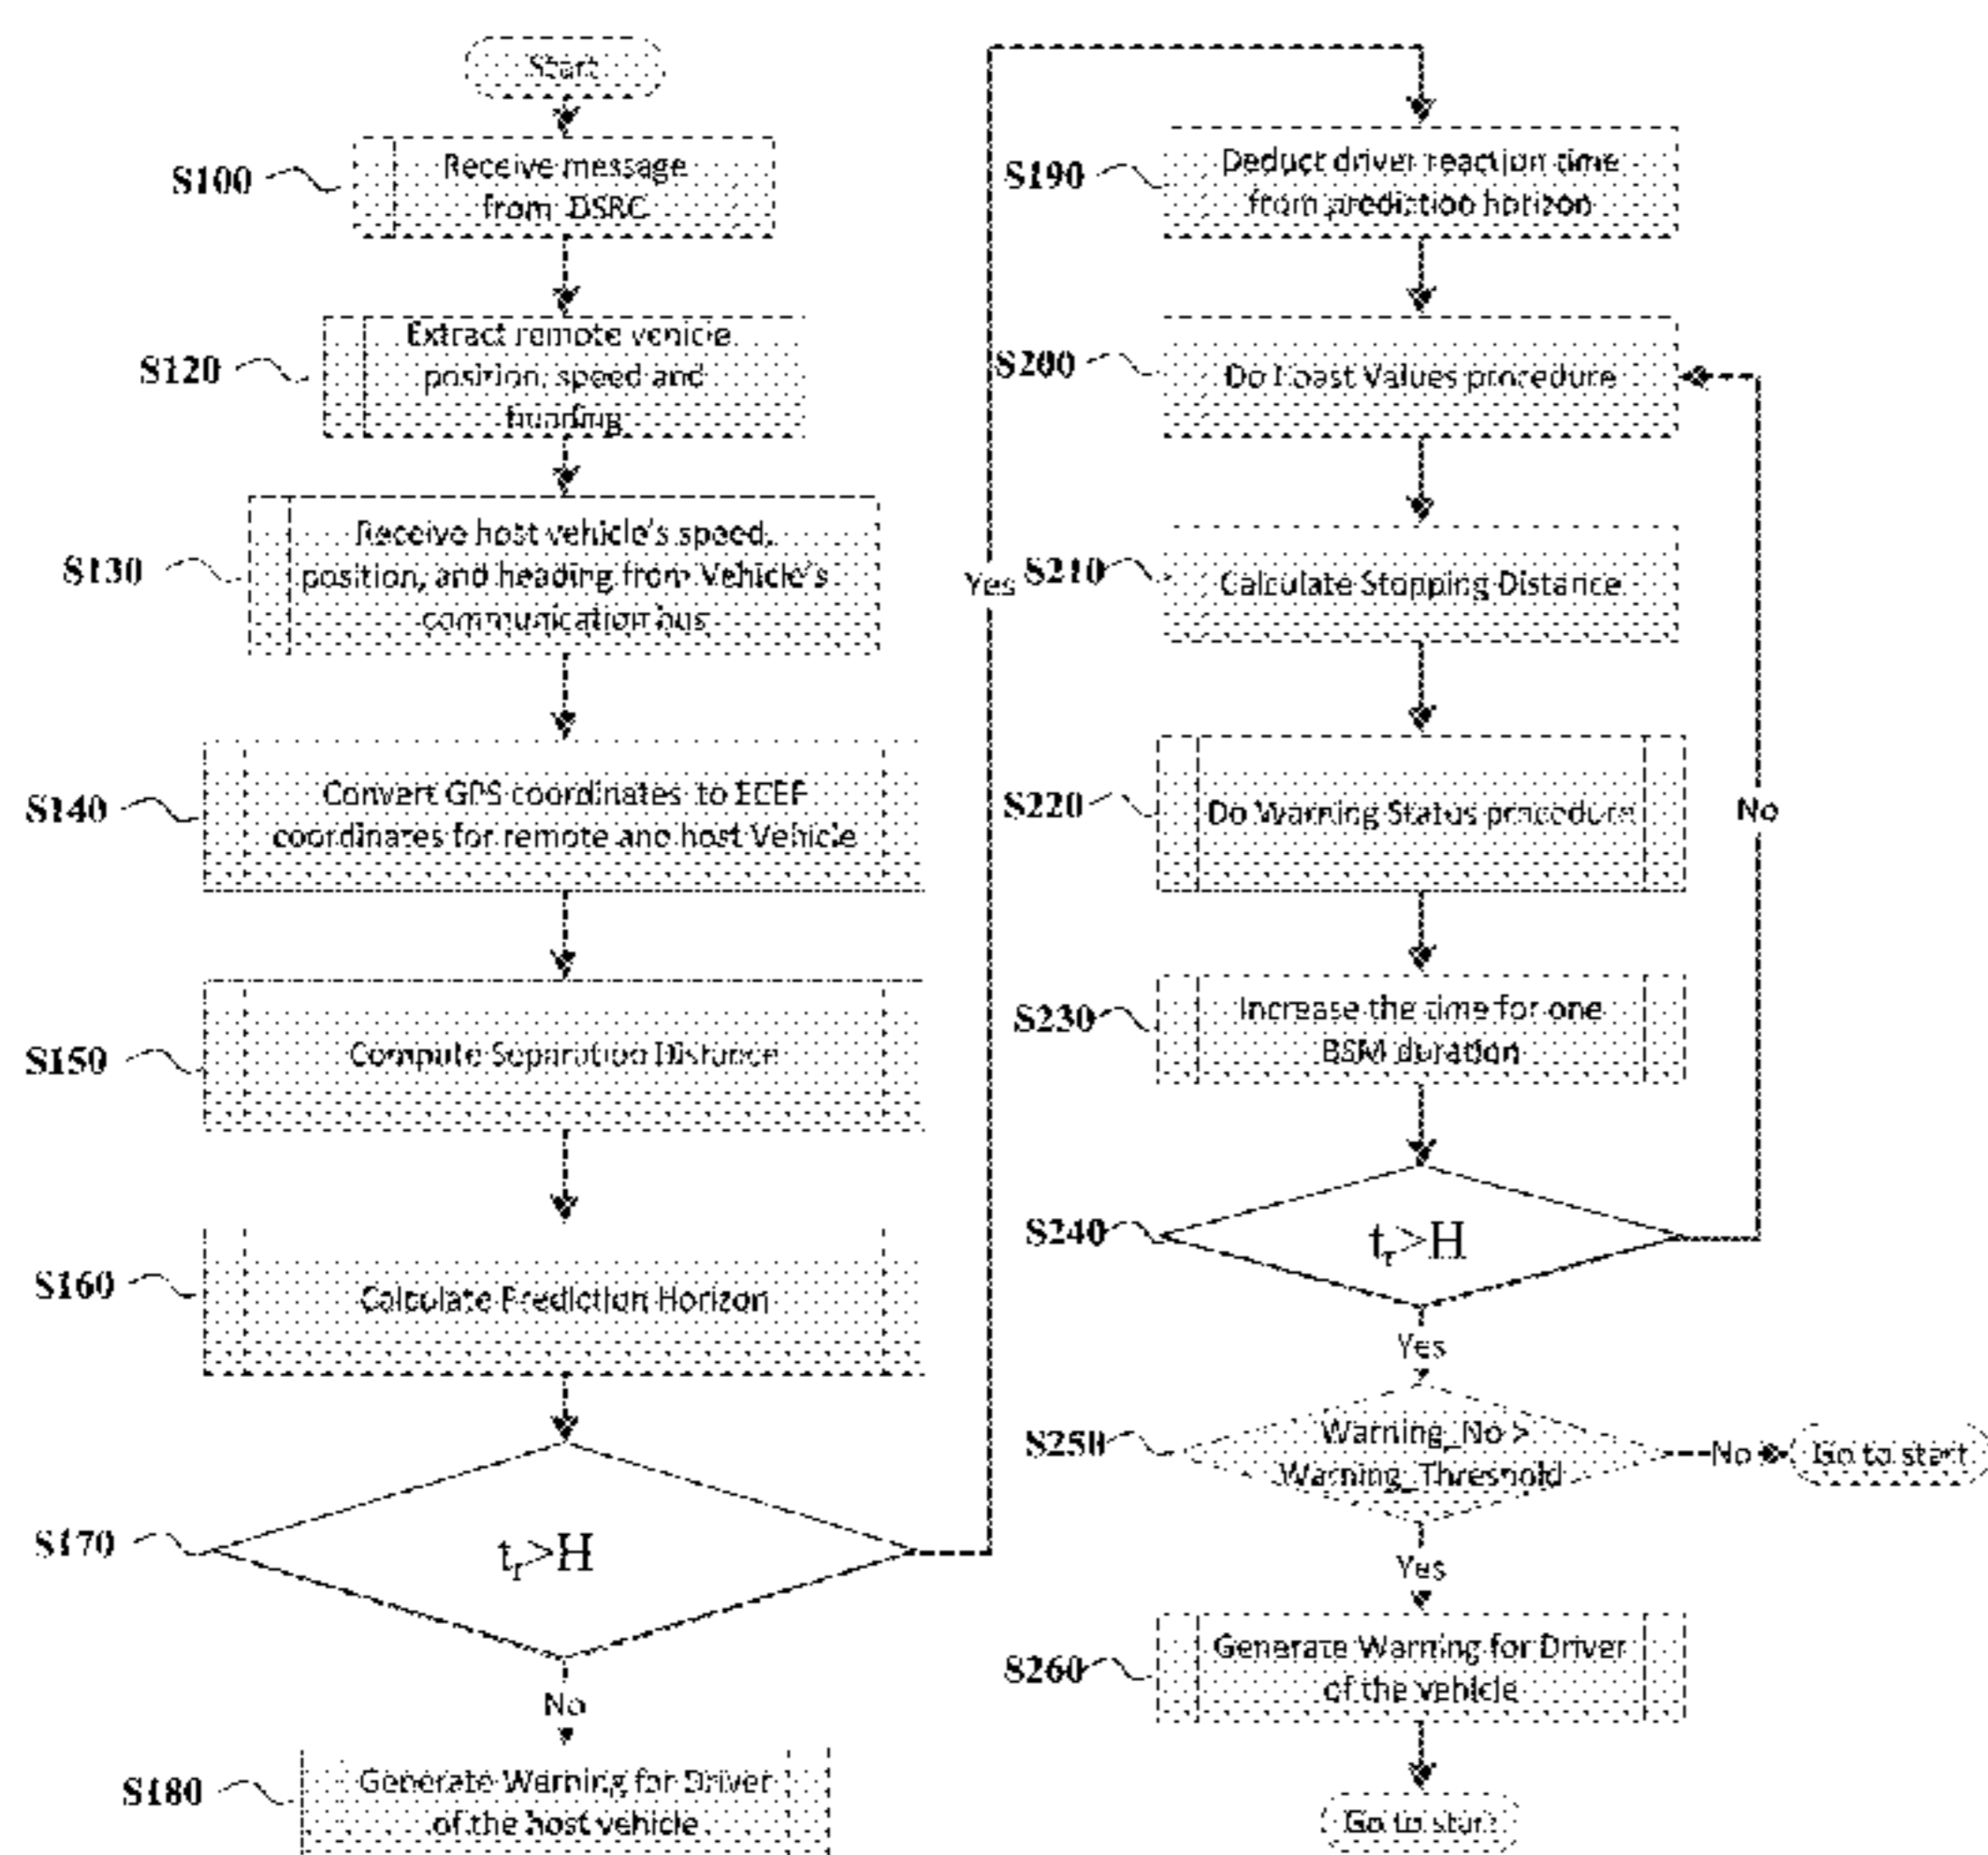 Start
S100
Receive message
from DSRC
S120
Extract remote vehicle
position, speed and
heading
S130
Receive host vehicle's speed,
position, and heading from Vehicle's
communication bus
S140
Convert GPS coordinates to ECEF
coordinates for remote and host Vehicle
S150
Compute Separation Distance
S160
Calculate Prediction Horizon
S170
tr>H
No
S180
Generate Warning for Driver
of the host vehicle
Yes
S190
Deduct driver reaction time
from prediction horizon
S200
Do Coast Values procedure
S210
Calculate Stopping Distance
S220
Do Warning Status procedure
S230
Increase the time for one
BSM duration
S240
tr>H
No
Yes
S250
Warning_No >
Warning_Threshold
No
Go to start
Yes
S260
Generate Warning for Driver
of the vehicle
Go to start